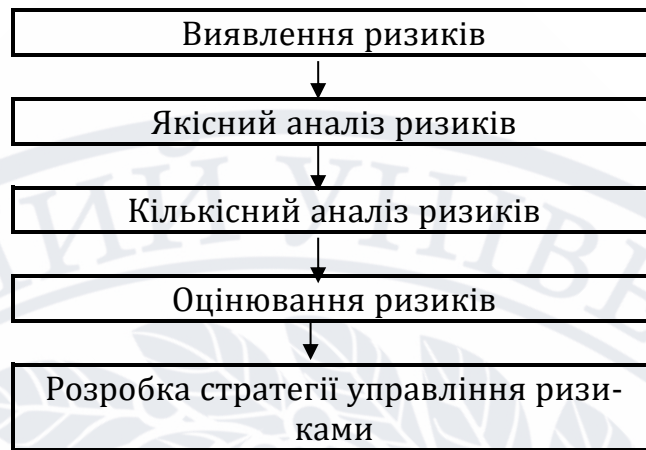 Виявлення ризиків
Якісний аналіз ризиків
Кількісний аналіз ризиків
Оцінювання ризиків
Розробка стратегії управління ризи-
ками